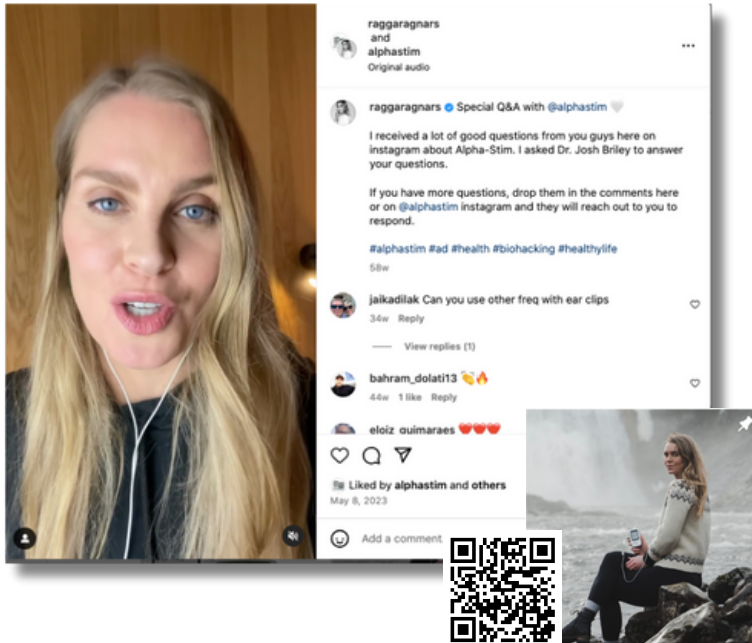 raggaragnars
and
alphastim
Original audio
raggaragnars Special Q&A with @alphastim 🤍
I received a lot of good questions from you guys here on
instagram about Alpha-Stim. I asked Dr. Josh Briley to answer
your questions.
If you have more questions, drop them in the comments here
or on @alphastim instagram and they will reach out to you to
respond.
#alphastim #ad #health #biohacking #healthylife
58w
jaikadilak Can you use other freq with ear clips
34w Reply
View replies (1)
bahram_dolati13 👏🔥
44w 1 like Reply
eloiz_guimaraes ❤️❤️❤️
Liked by alphastim and others
May 8, 2023
Add a comment